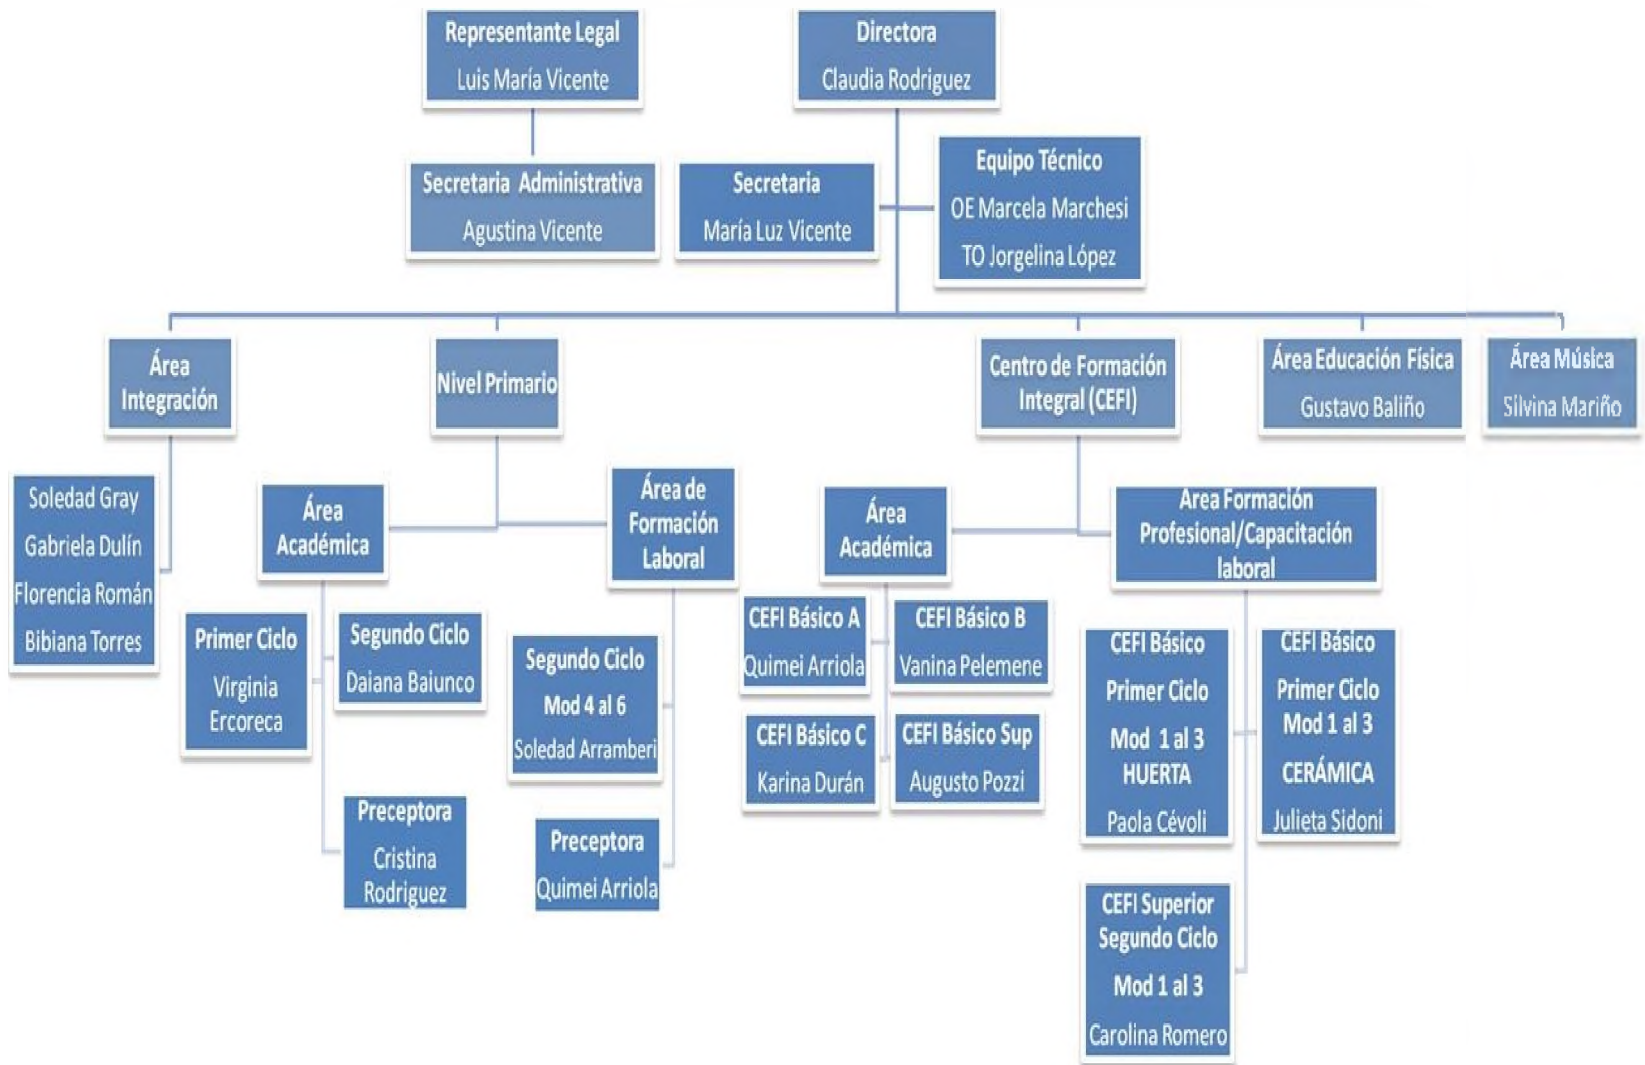 Representante Legal
Luis María Vicente
Directora
Claudia Rodriguez
Secretaria Administrativa
Agustina Vicente
Secretaria
María Luz Vicente
Equipo Técnico
OE Marcela Marchesi
TO Jorgelina López
Área
Integración
Nivel Primario
Centro de Formación
Integral (CEFI)
Área Educación Física
Gustavo Baliño
Área Música
Silvina Mariño
Soledad Gray
Gabriela Dulín
Florencia Román
Bibiana Torres
Área
Académica
Área de
Formación
Laboral
Área
Académica
Area Formación
Profesional/Capacitación
laboral
Primer Ciclo
Virginia
Ercoreca
Segundo Ciclo
Daiana Baiunco
Preceptora
Cristina
Rodriguez
Segundo Ciclo
Mod 4 al 6
Soledad Arramberi
Preceptora
Quimei Arriola
CEFI Básico A
Quimei Arriola
CEFI Básico B
Vanina Pelemene
CEFI Básico C
Karina Durán
CEFI Básico Sup
Augusto Pozzi
CEFI Básico
Primer Ciclo
Mod 1 al 3
HUERTA
Paola Cévoli
CEFI Básico
Primer Ciclo
Mod 1 al 3
CERÁMICA
Julieta Sidoni
CEFI Superior
Segundo Ciclo
Mod 1 al 3
Carolina Romero